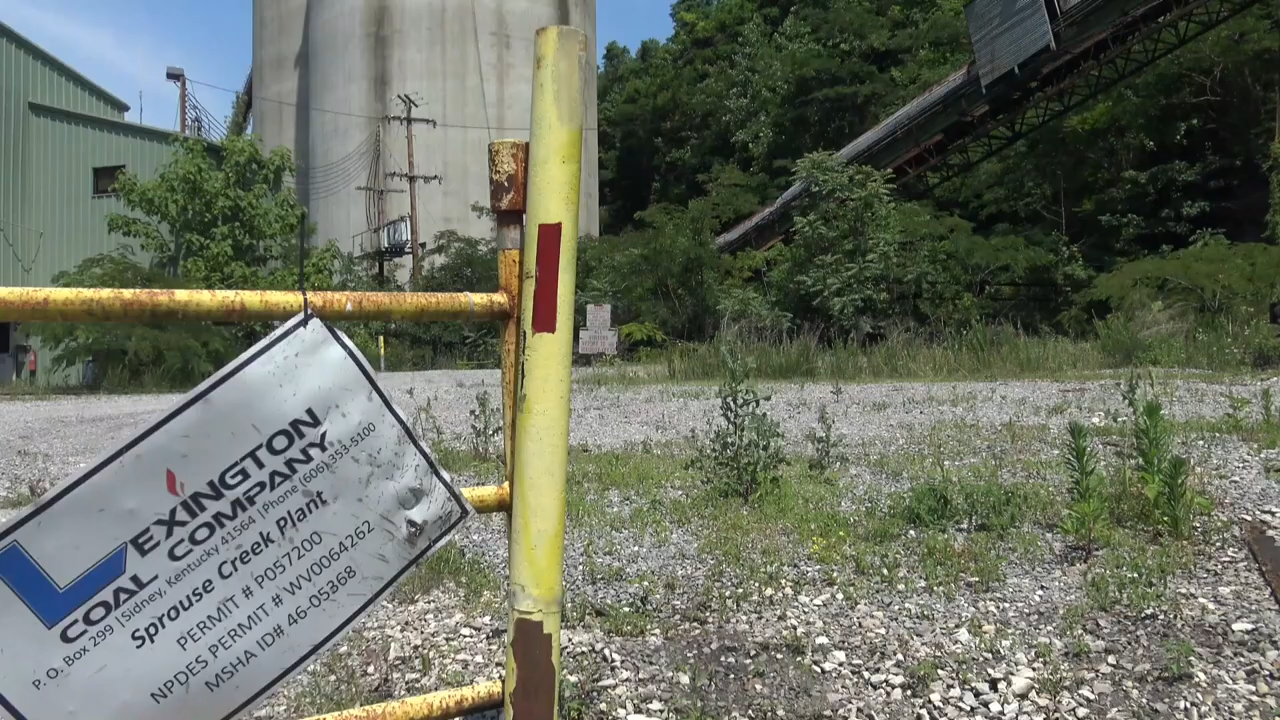 LEXINGTON
COAL COMPANY
P. O. Box 299 | Sidney, Kentucky 41564 | Phone (606) 353-5100
Sprouse Creek Plant
PERMIT # P057200
NPDES PERMIT # WV0064262
MSHA ID# 46-05368